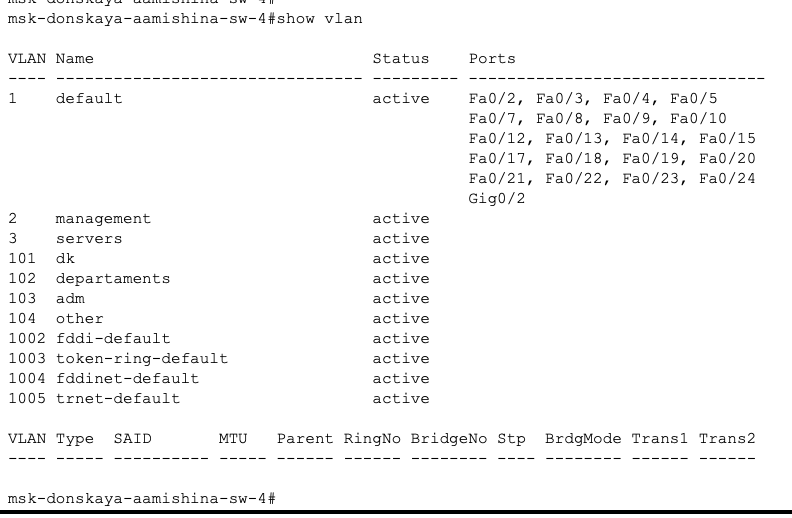 msk-donskaya-aamishina-sw-4#
msk-donskaya-aamishina-sw-4#show vlan

VLAN Name                             Status    Ports
---- -------------------------------- --------- -------------------------------
1    default                          active    Fa0/2, Fa0/3, Fa0/4, Fa0/5
                                                Fa0/7, Fa0/8, Fa0/9, Fa0/10
                                                Fa0/12, Fa0/13, Fa0/14, Fa0/15
                                                Fa0/17, Fa0/18, Fa0/19, Fa0/20
                                                Fa0/21, Fa0/22, Fa0/23, Fa0/24
                                                Gig0/2
2    management                       active
3    servers                          active
101  dk                               active
102  departaments                     active
103  adm                              active
104  other                            active
1002 fddi-default                     active
1003 token-ring-default               active
1004 fddinet-default                  active
1005 trnet-default                    active

VLAN Type  SAID       MTU   Parent RingNo BridgeNo Stp  BrdgMode Trans1 Trans2
---- ----- ---------- ----- ------ ------ -------- ---- -------- ------ ------

msk-donskaya-aamishina-sw-4#